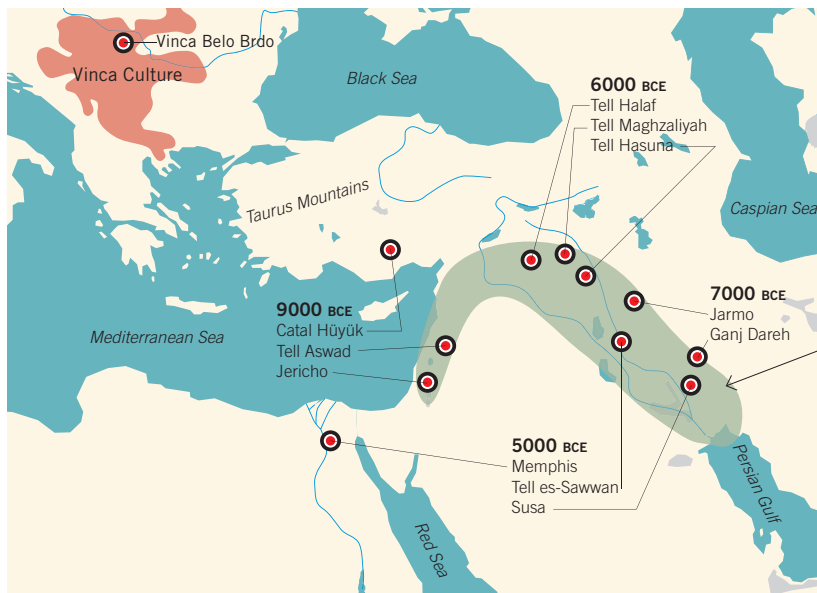 Vinca Belo Brdo
Vinca Culture
Black Sea
6000 BCE
Tell Halaf
Tell Maghzaliyah
Tell Hasuna
Taurus Mountains
Caspian Sea
9000 BCE
Catal Hüyük
Tell Aswad
Jericho
7000 BCE
Jarmo
Ganj Dareh
Mediterranean Sea
5000 BCE
Memphis
Tell es-Sawwan
Susa
Persian Gulf
Red Sea